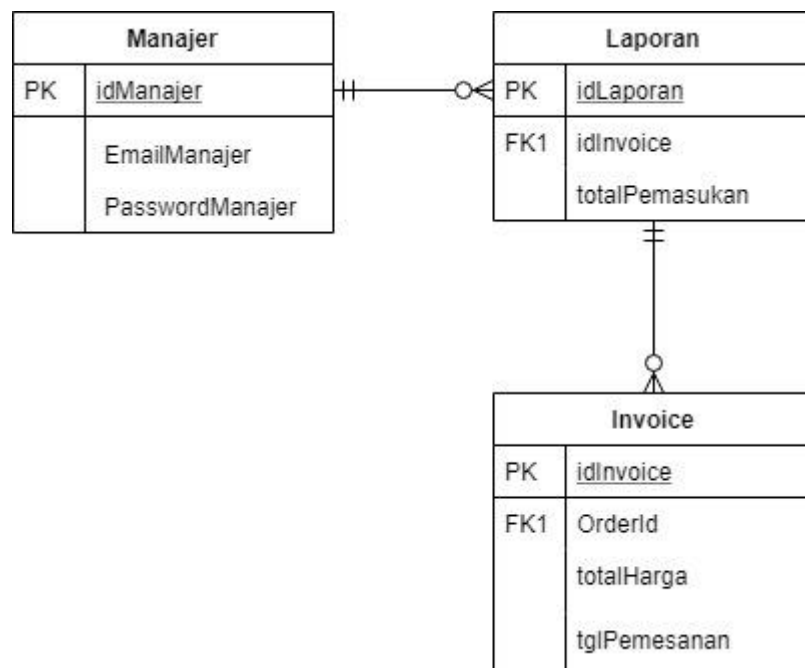 Manajer
PK idManajer
EmailManajer
PasswordManajer
Laporan
PK idLaporan
FK1 idInvoice
totalPemasukan
Invoice
PK idInvoice
FK1 OrderId
totalHarga
tglPemesanan